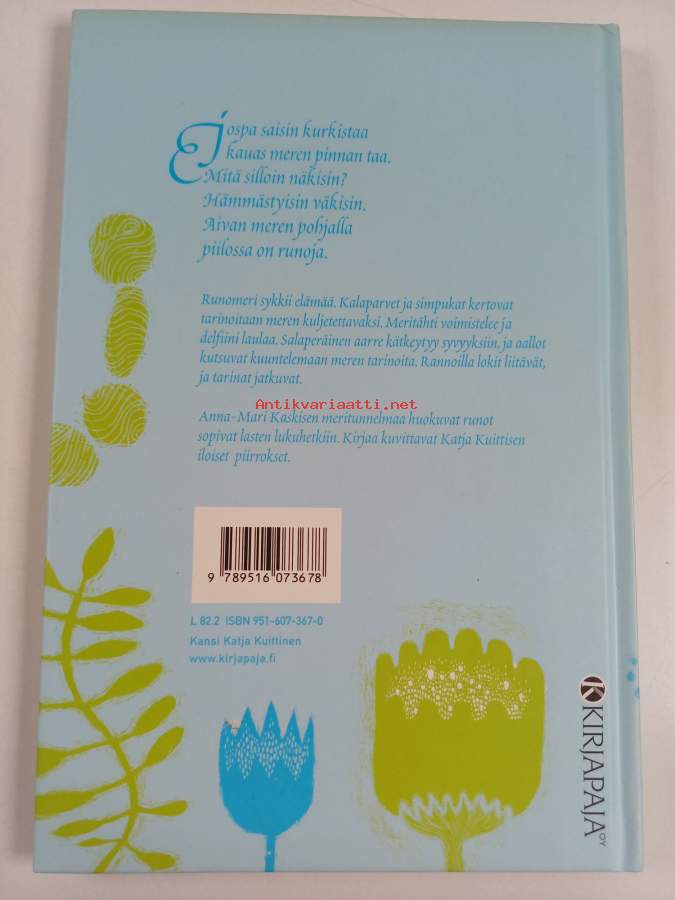 Jospa saisin kurkistaa
kauas meren pinnan taa.
Mitä silloin näkisin?
Hämmästyisin väkisin.
Aivan meren pohjalla
piilossa on runoja.
Runomeri sykkii elämää. Kalaparvet ja simpukat kertovat
tarinoitaan meren kuljetettavaksi. Meritähti voimistelee ja
delfiini laulaa. Salaperäinen aarre kätkeytyy syvyyksiin, ja aallot
kutsuvat kuuntelemaan meren tarinoita. Rannoilla lokit liitävät,
ja tarinat jatkuvat.
Antikvariaatti.net
Anna-Mari Kaskisen meritunnelmaa huokuvat runot
sopivat lasten lukuhetkiin. Kirjaa kuvittavat Katja Kuittisen
iloiset piirrokset.
9 789516 073678
L 82.2 ISBN 951-607-367-0
Kansi Katja Kuittinen
www.kirjapaja.fi
KIRJAPAJA OY